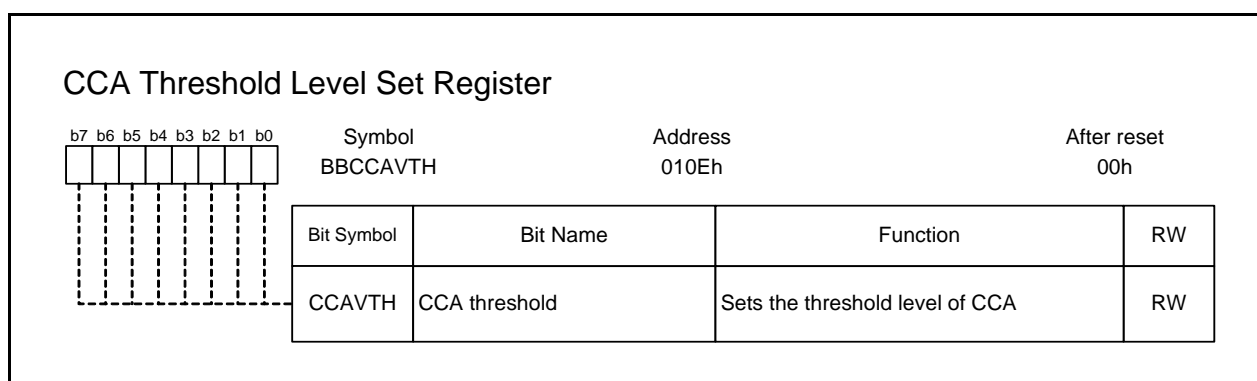 CCA Threshold Level Set Register
b7 b6 b5 b4 b3 b2 b1 b0
Symbol Address After reset
BBCCAVTH 010Eh 00h
Bit Symbol Bit Name Function RW
CCAVTH CCA threshold Sets the threshold level of CCA RW